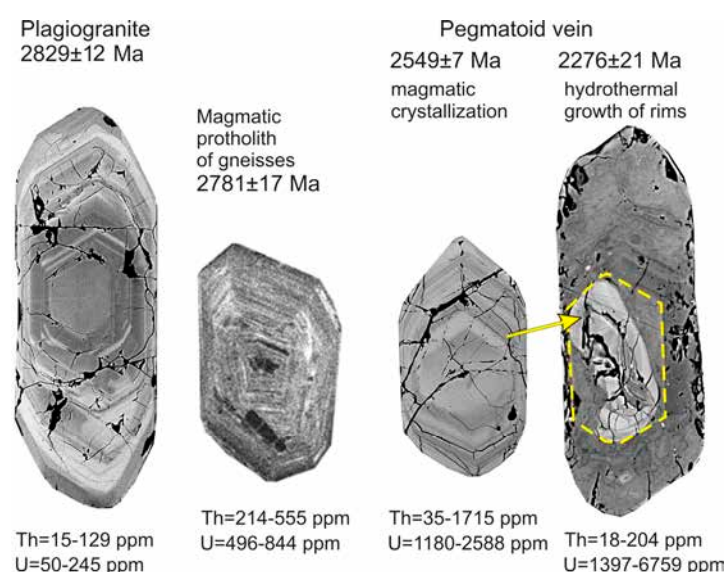 Plagiogranite
2829±12 Ma
Magmatic
protholith
of gneisses
2781±17 Ma
Pegmatoid vein
2549±7 Ma
magmatic
crystallization
2276±21 Ma
hydrothermal
growth of rims
Th=15-129 ppm
U=50-245 ppm
Th=214-555 ppm
U=496-844 ppm
Th=35-1715 ppm
U=1180-2588 ppm
Th=18-204 ppm
U=1397-6759 ppm